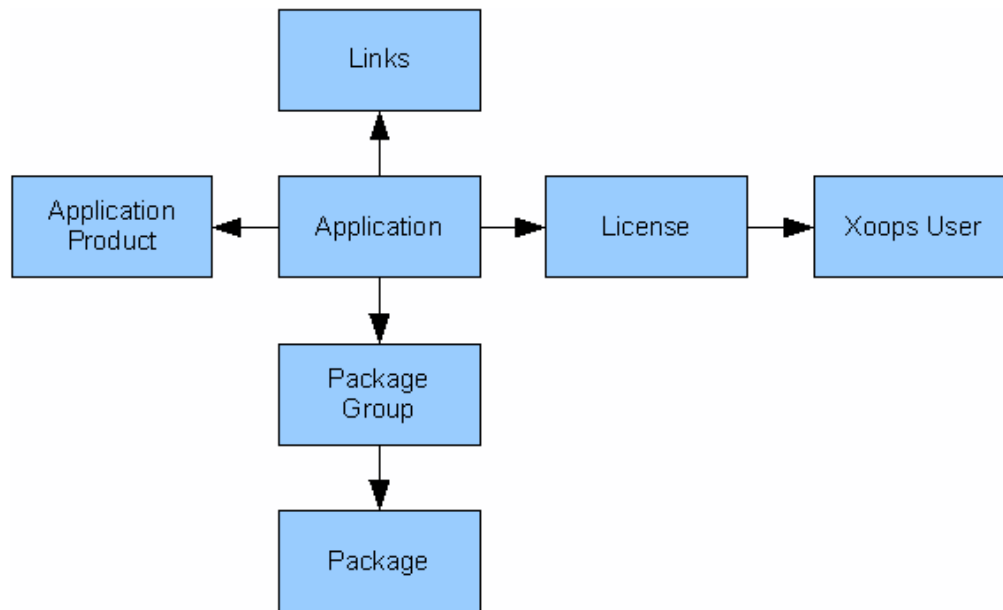 Links
Application
Product
Application
License
Xoops User
Package
Group
Package